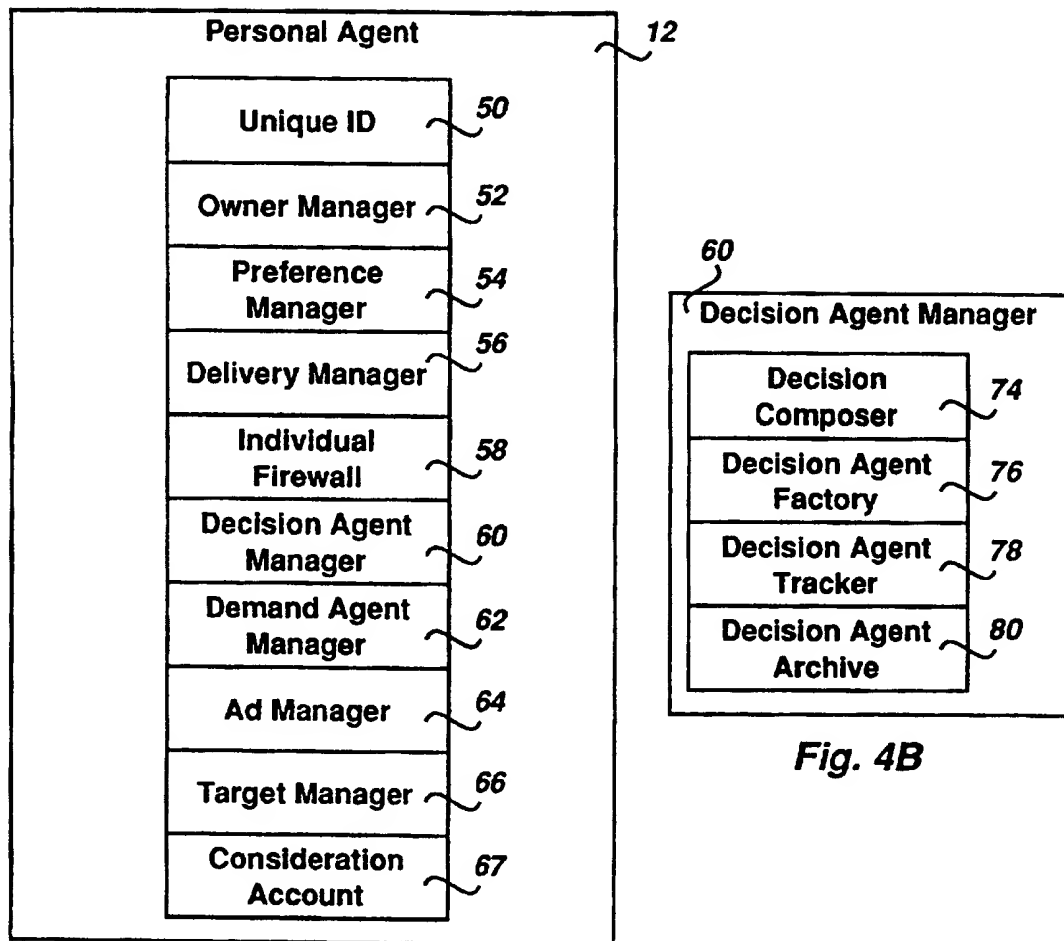 Personal Agent
12
Unique ID
50
Owner Manager
52
Preference
Manager
54
Delivery Manager
56
Individual
Firewall
58
Decision Agent
Manager
60
Demand Agent
Manager
62
Ad Manager
64
Target Manager
66
Consideration
Account
67
60
Decision Agent Manager
Decision
Composer
74
Decision Agent
Factory
76
Decision Agent
Tracker
78
Decision Agent
Archive
80
Fig. 4B